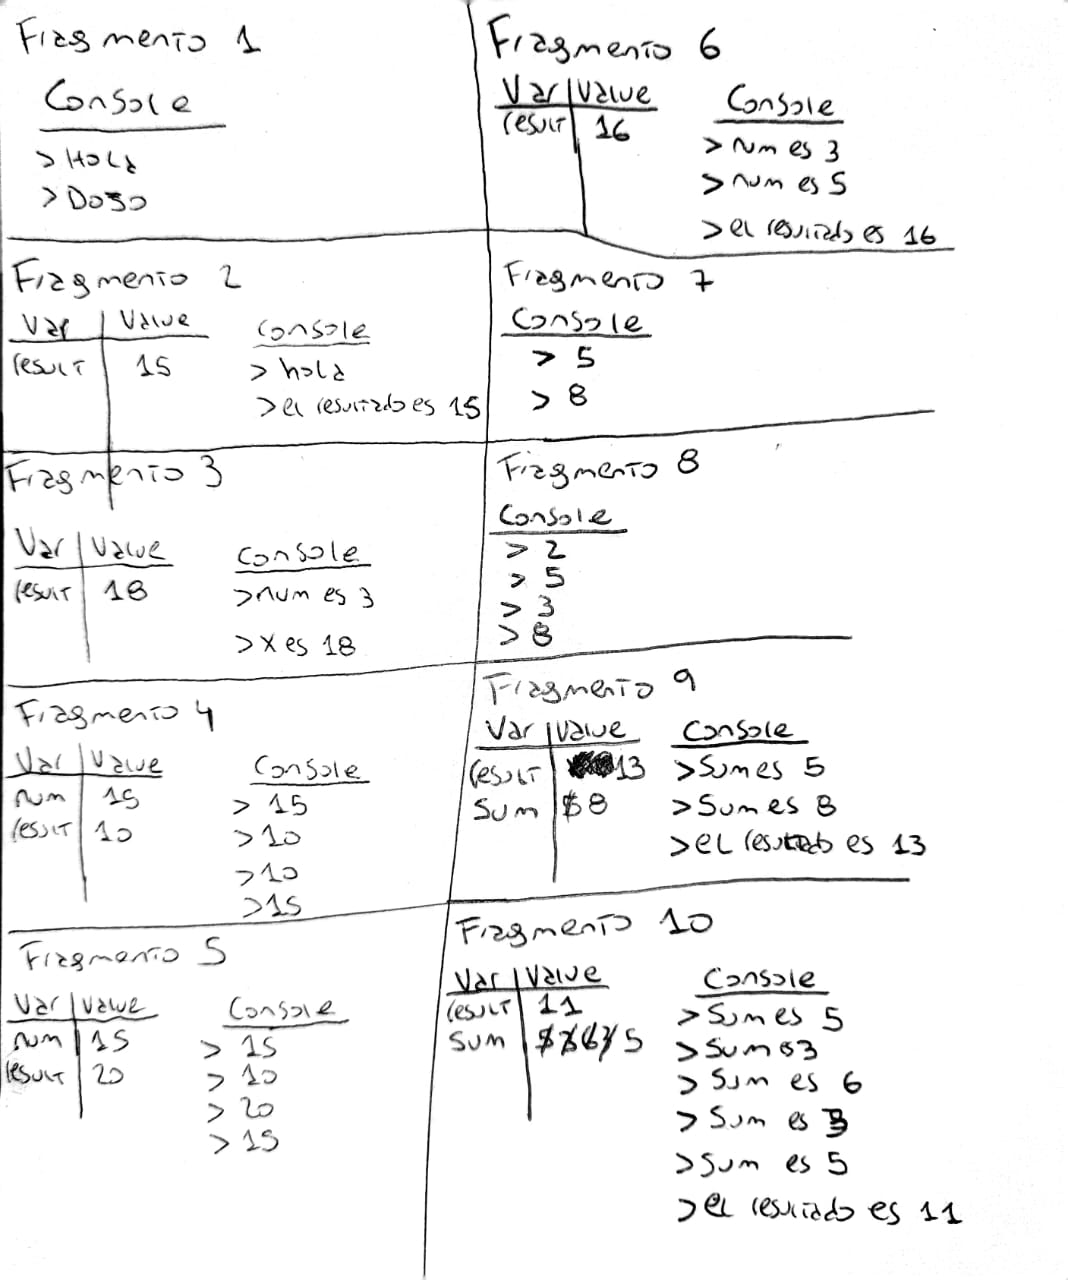 Fragmento 1
Console
> Hola
> Doso
Fragmento 2
Var | Value
result | 15
Console
> hola
> el resultado es 15
Fragmento 3
Var | Value
result | 18
Console
> num es 3
> x es 18
Fragmento 4
Var | Value
num | 15
result | 10
Console
> 15
> 10
> 10
> 15
Fragmento 5
Var | Value
num | 15
result | 20
Console
> 15
> 10
> 20
> 15
Fragmento 6
Var | Value
result | 16
Console
> num es 3
> num es 5
> el resultado es 16
Fragmento 7
Console
> 5
> 8
Fragmento 8
Console
> 2
> 5
> 3
> 8
Fragmento 9
Var | Value
result | 13
Sum | 5 8
Console
> Sum es 5
> Sum es 8
> el resultado es 13
Fragmento 10
Var | Value
result | 11
Sum | 5
Console
> Sum es 5
> Sum es 3
> Sum es 6
> Sum es 3
> Sum es 5
> el resultado es 11